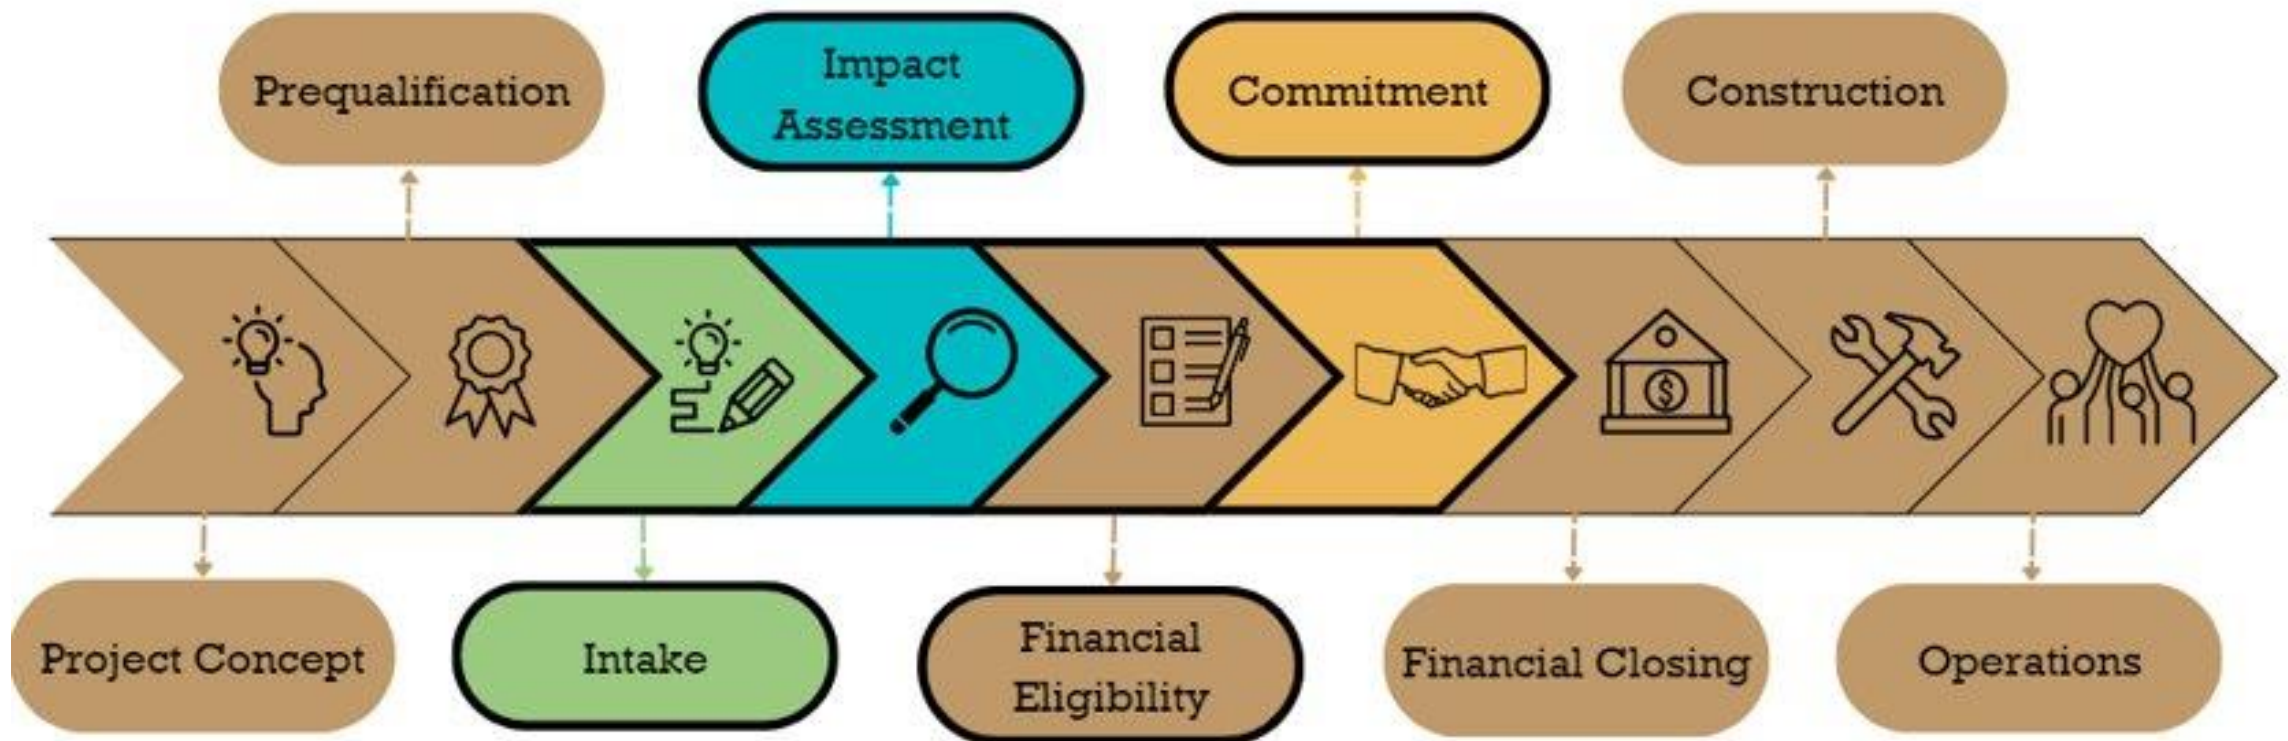 Prequalification
Impact
Assessment
Commitment
Construction
$
Project Concept
Intake
Financial
Eligibility
Financial Closing
Operations